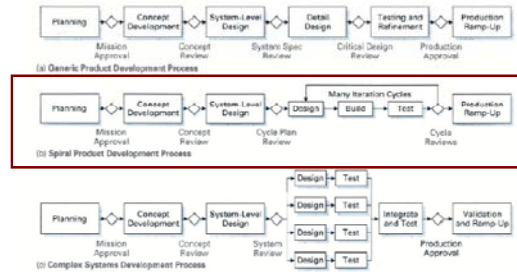 Planning
Concept Development
System-Level Design
Detail Design
Testing and Refinement
Production Ramp-Up
Mission Approval
Concept Review
System Spec Review
Critical Design Review
Production Approval
(a) Generic Product Development Process
Many Iteration Cycles
Planning
Concept Development
System-Level Design
Design
Build
Test
Production Ramp-Up
Mission Approval
Concept Review
Cycle Plan Review
Cycle Reviews
(b) Spiral Product Development Process
Design
Test
Design
Test
Planning
Concept Development
System-Level Design
Integrate and Test
Validation and Ramp-Up
Design
Test
Mission Approval
Concept Review
System Review
Production Approval
Design
Test
(c) Complex Systems Development Process